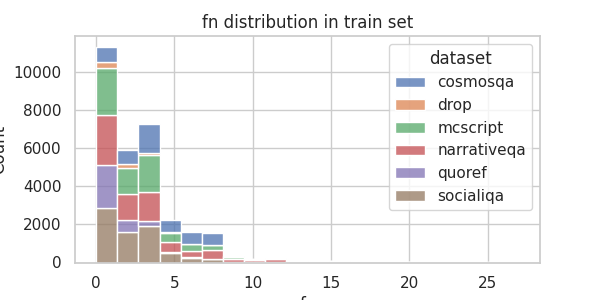 fn distribution in train set
Count
10000
8000
6000
4000
2000
0
0
5
10
15
20
25
dataset
cosmosqa
drop
mcscript
narrativeqa
quoref
socialiqa